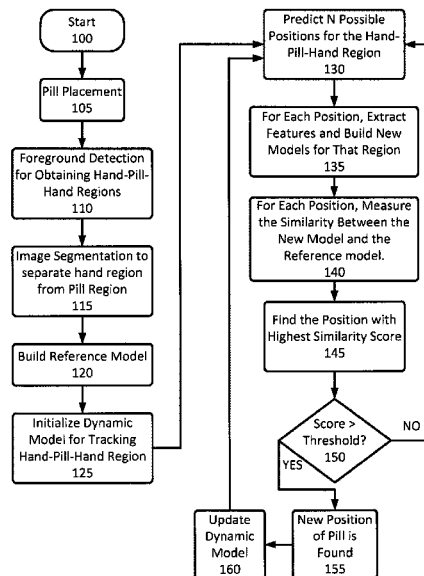 Start
100
Pill Placement
105
Foreground Detection
for Obtaining Hand-Pill-
Hand Regions
110
Image Segmentation to
separate hand region
from Pill Region
115
Build Reference Model
120
Initialize Dynamic
Model for Tracking
Hand-Pill-Hand Region
125
Predict N Possible
Positions for the Hand-
Pill-Hand Region
130
For Each Position, Extract
Features and Build New
Models for That Region
135
For Each Position, Measure
the Similarity Between the
New Model and the
Reference model.
140
Find the Position with
Highest Similarity Score
145
Score >
Threshold?
150
NO
YES
New Position
of Pill is
Found
155
Update
Dynamic
Model
160